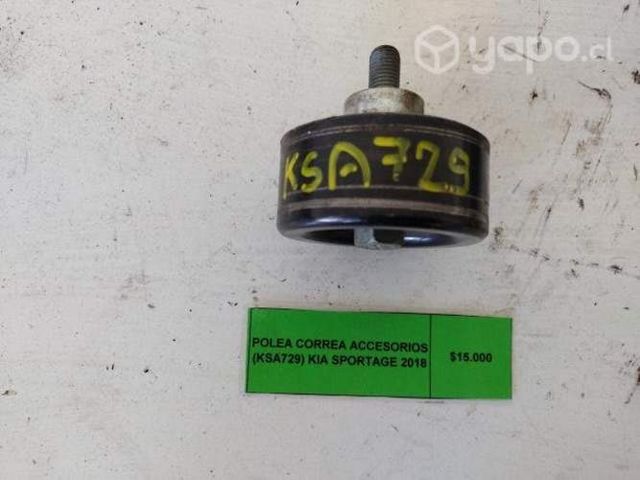 yapo.cl
KSA729
POLEA CORREA ACCESORIOS
(KSA729) KIA SPORTAGE 2018
$15.000